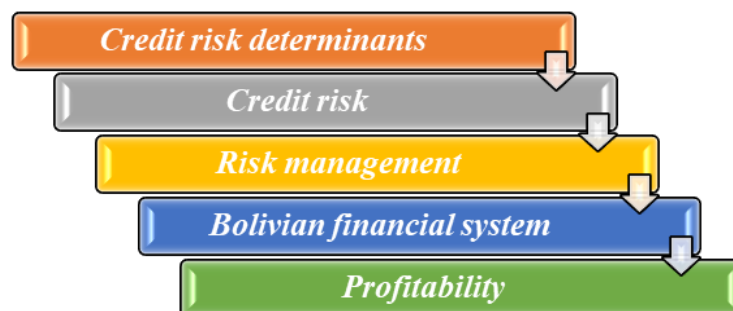 Credit risk determinants
Credit risk
Risk management
Bolivian financial system
Profitability